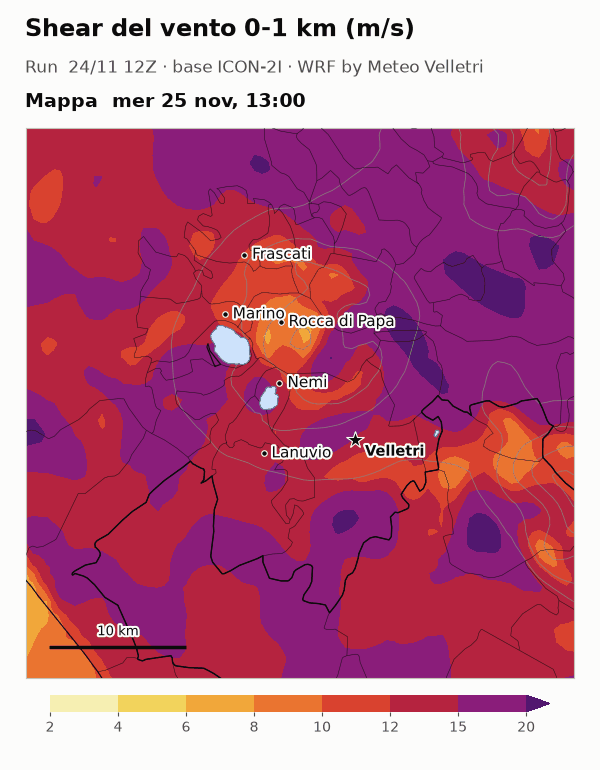 Shear del vento 0-1 km (m/s)
Run  24/11 12Z · base ICON-2I · WRF by Meteo Velletri
Mappa  mer 25 nov, 13:00
Frascati
Marino
Rocca di Papa
Nemi
Velletri
Lanuvio
10 km
2 4 6 8 10 12 15 20